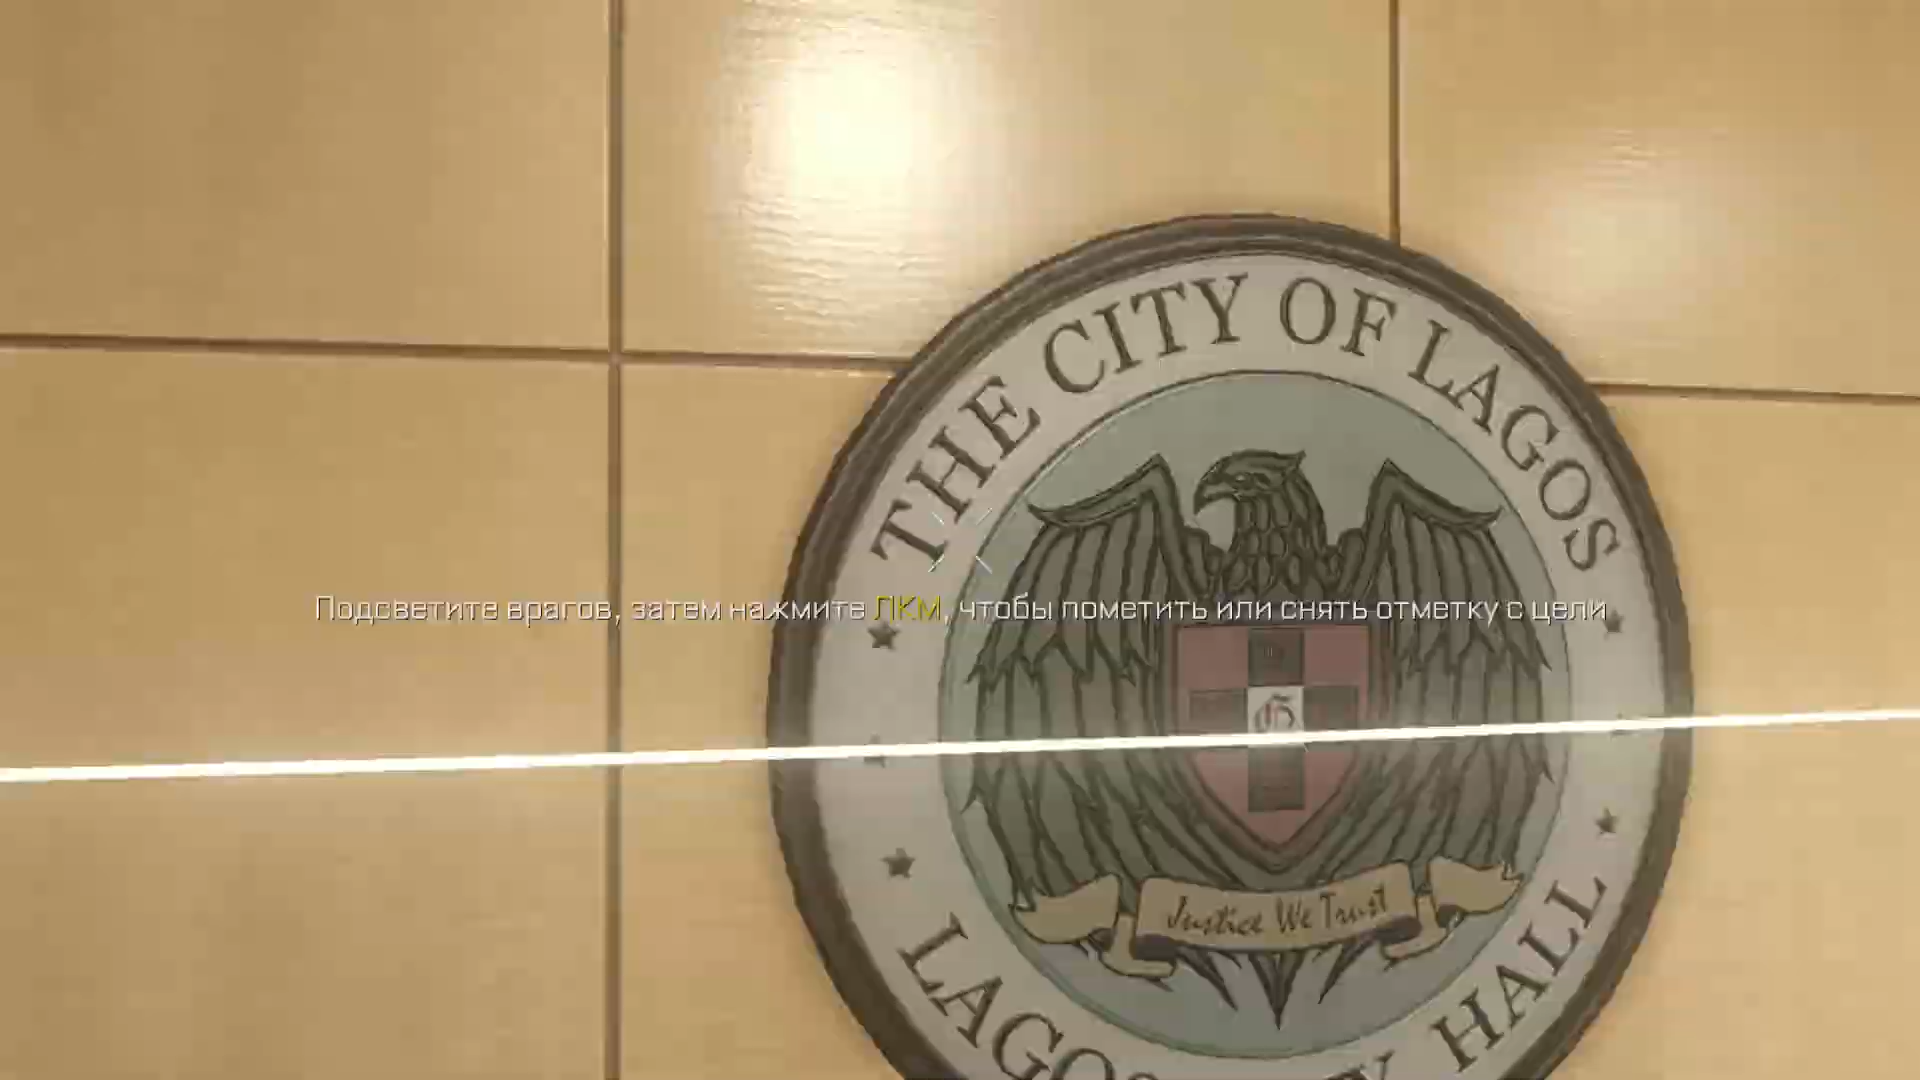 THE CITY OF LAGOS
Подсветите врагов, затем нажмите ЛКМ, чтобы пометить или снять отметку с цели
G
Justice We Trust
HALL